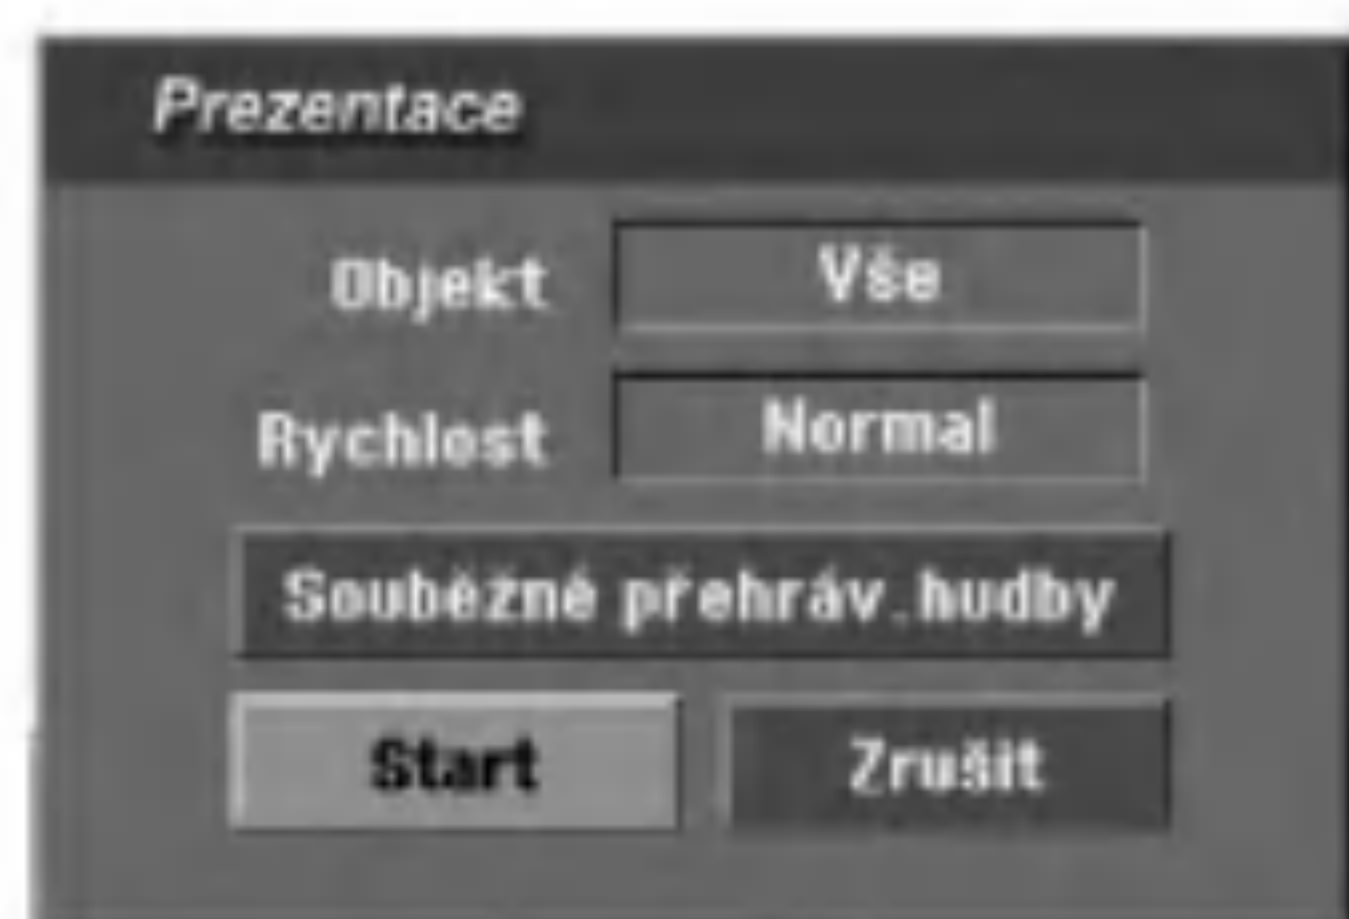 Prezentace
Objekt Vše
Rychlost Normal
Souběžné přehráv.hudby
Start Zrušit